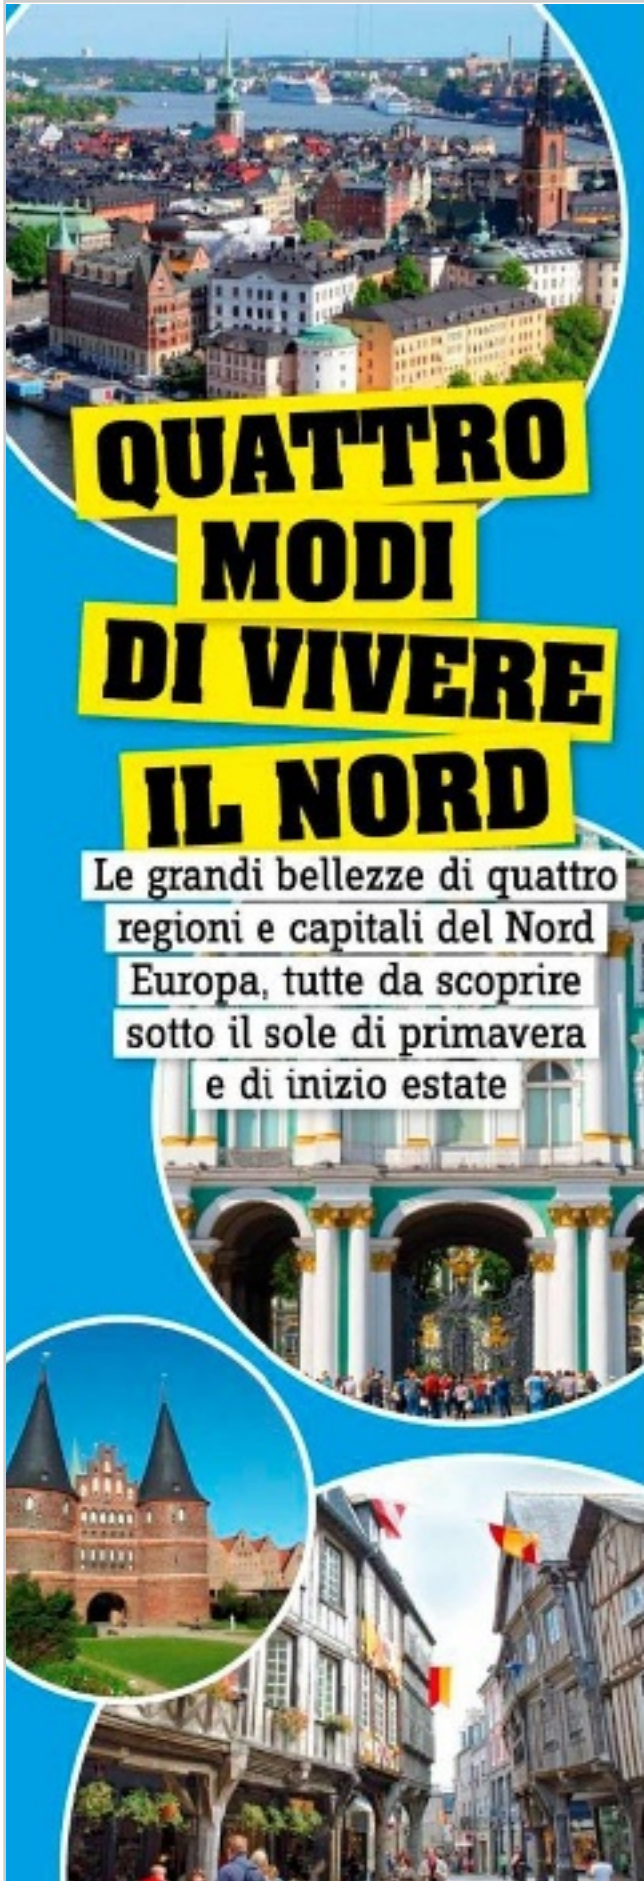 QUATTRO
MODI
DI VIVERE
IL NORD
Le grandi bellezze di quattro
regioni e capitali del Nord
Europa, tutte da scoprire
sotto il sole di primavera
e di inizio estate